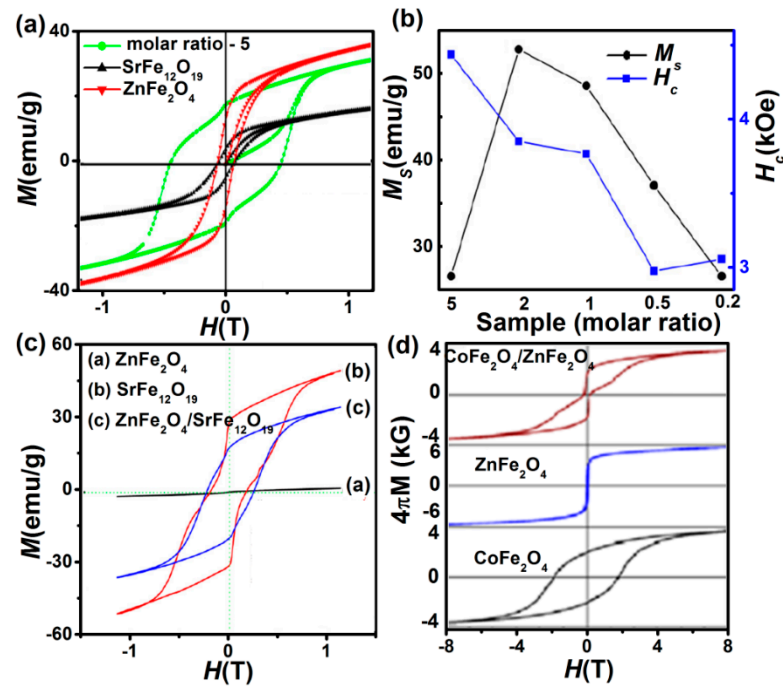 (a)
40
0
-40
M(emu/g)
molar ratio - 5
SrFe₁₂O₁₉
ZnFe₂O₄
-1 0 1
H(T)
(b)
50
40
30
Mₛ(emu/g)
Mₛ
H꜀
4
3
H꜀ (kOe)
5 2 1 0.5 0.2
Sample (molar ratio)
(c)
60
30
0
-30
-60
M(emu/g)
(a) ZnFe₂O₄
(b) SrFe₁₂O₁₉
(c) ZnFe₂O₄/SrFe₁₂O₁₉
(b)
(c)
(a)
-1 0 1
H(T)
(d)
4
0
-4
6
0
-6
4
0
-4
4πM (kG)
CoFe₂O₄/ZnFe₂O₄
ZnFe₂O₄
CoFe₂O₄
-8 -4 0 4 8
H(T)